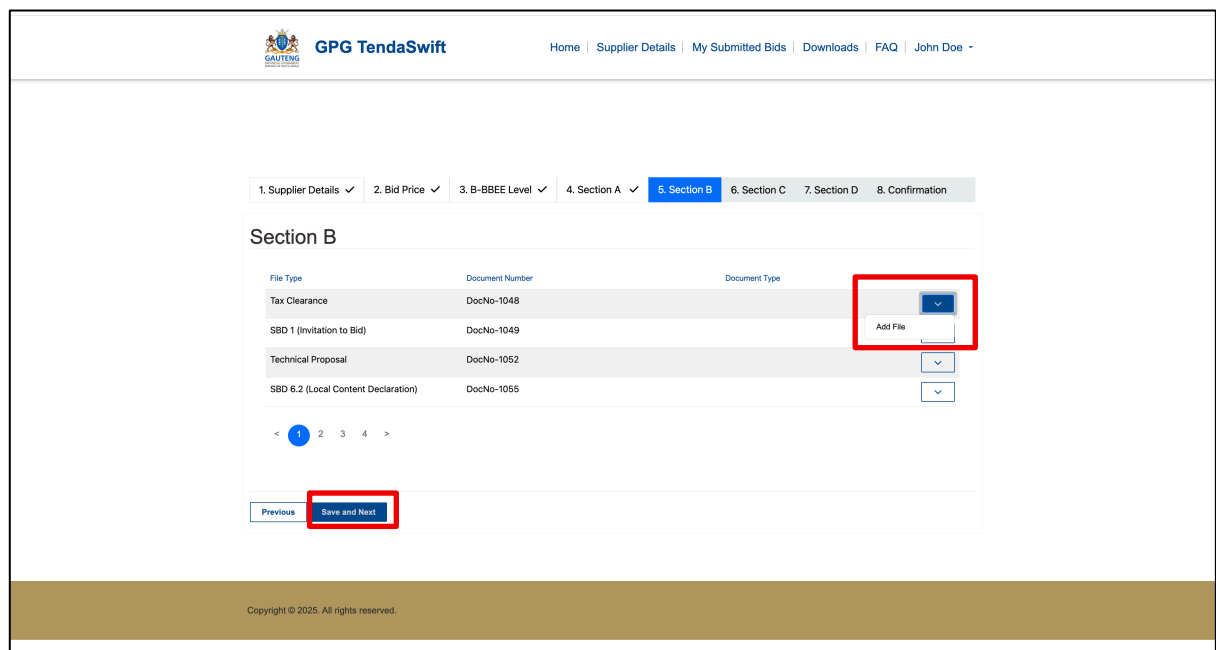 GAUTENG
GPG TendaSwift
Home | Supplier Details | My Submitted Bids | Downloads | FAQ | John Doe
1. Supplier Details ✓ 2. Bid Price ✓ 3. B-BBEE Level ✓ 4. Section A ✓ 5. Section B 6. Section C 7. Section D 8. Confirmation
Section B
File Type Document Number Document Type
Tax Clearance DocNo-1048
Add File
SBD 1 (Invitation to Bid) DocNo-1049
Technical Proposal DocNo-1052
SBD 6.2 (Local Content Declaration) DocNo-1055
< 1 2 3 4 >
Previous Save and Next
Copyright © 2025. All rights reserved.